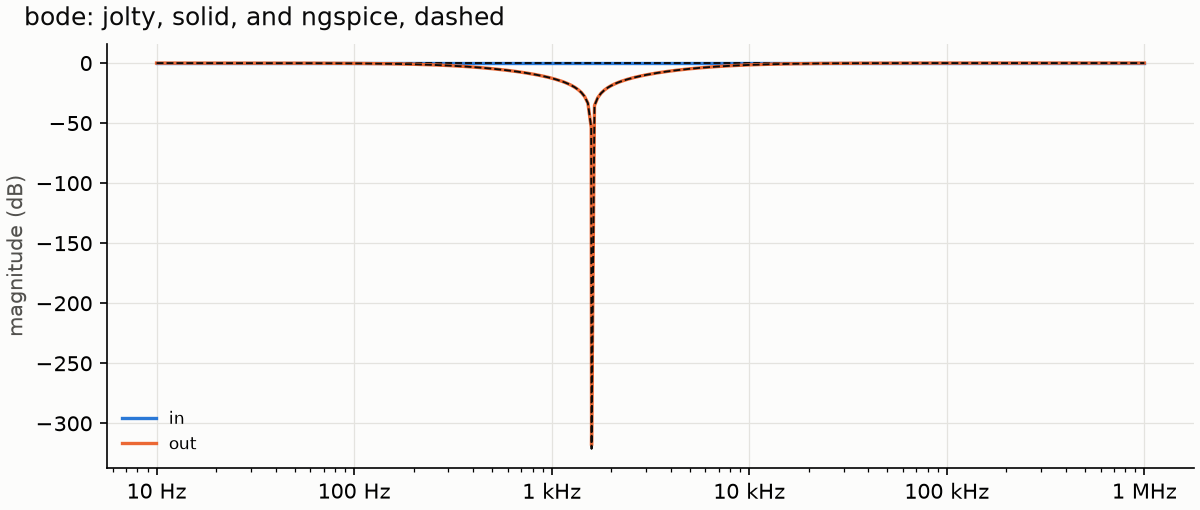 bode: jolty, solid, and ngspice, dashed
magnitude (dB)
0
−50
−100
−150
−200
−250
−300
in
out
10 Hz
100 Hz
1 kHz
10 kHz
100 kHz
1 MHz